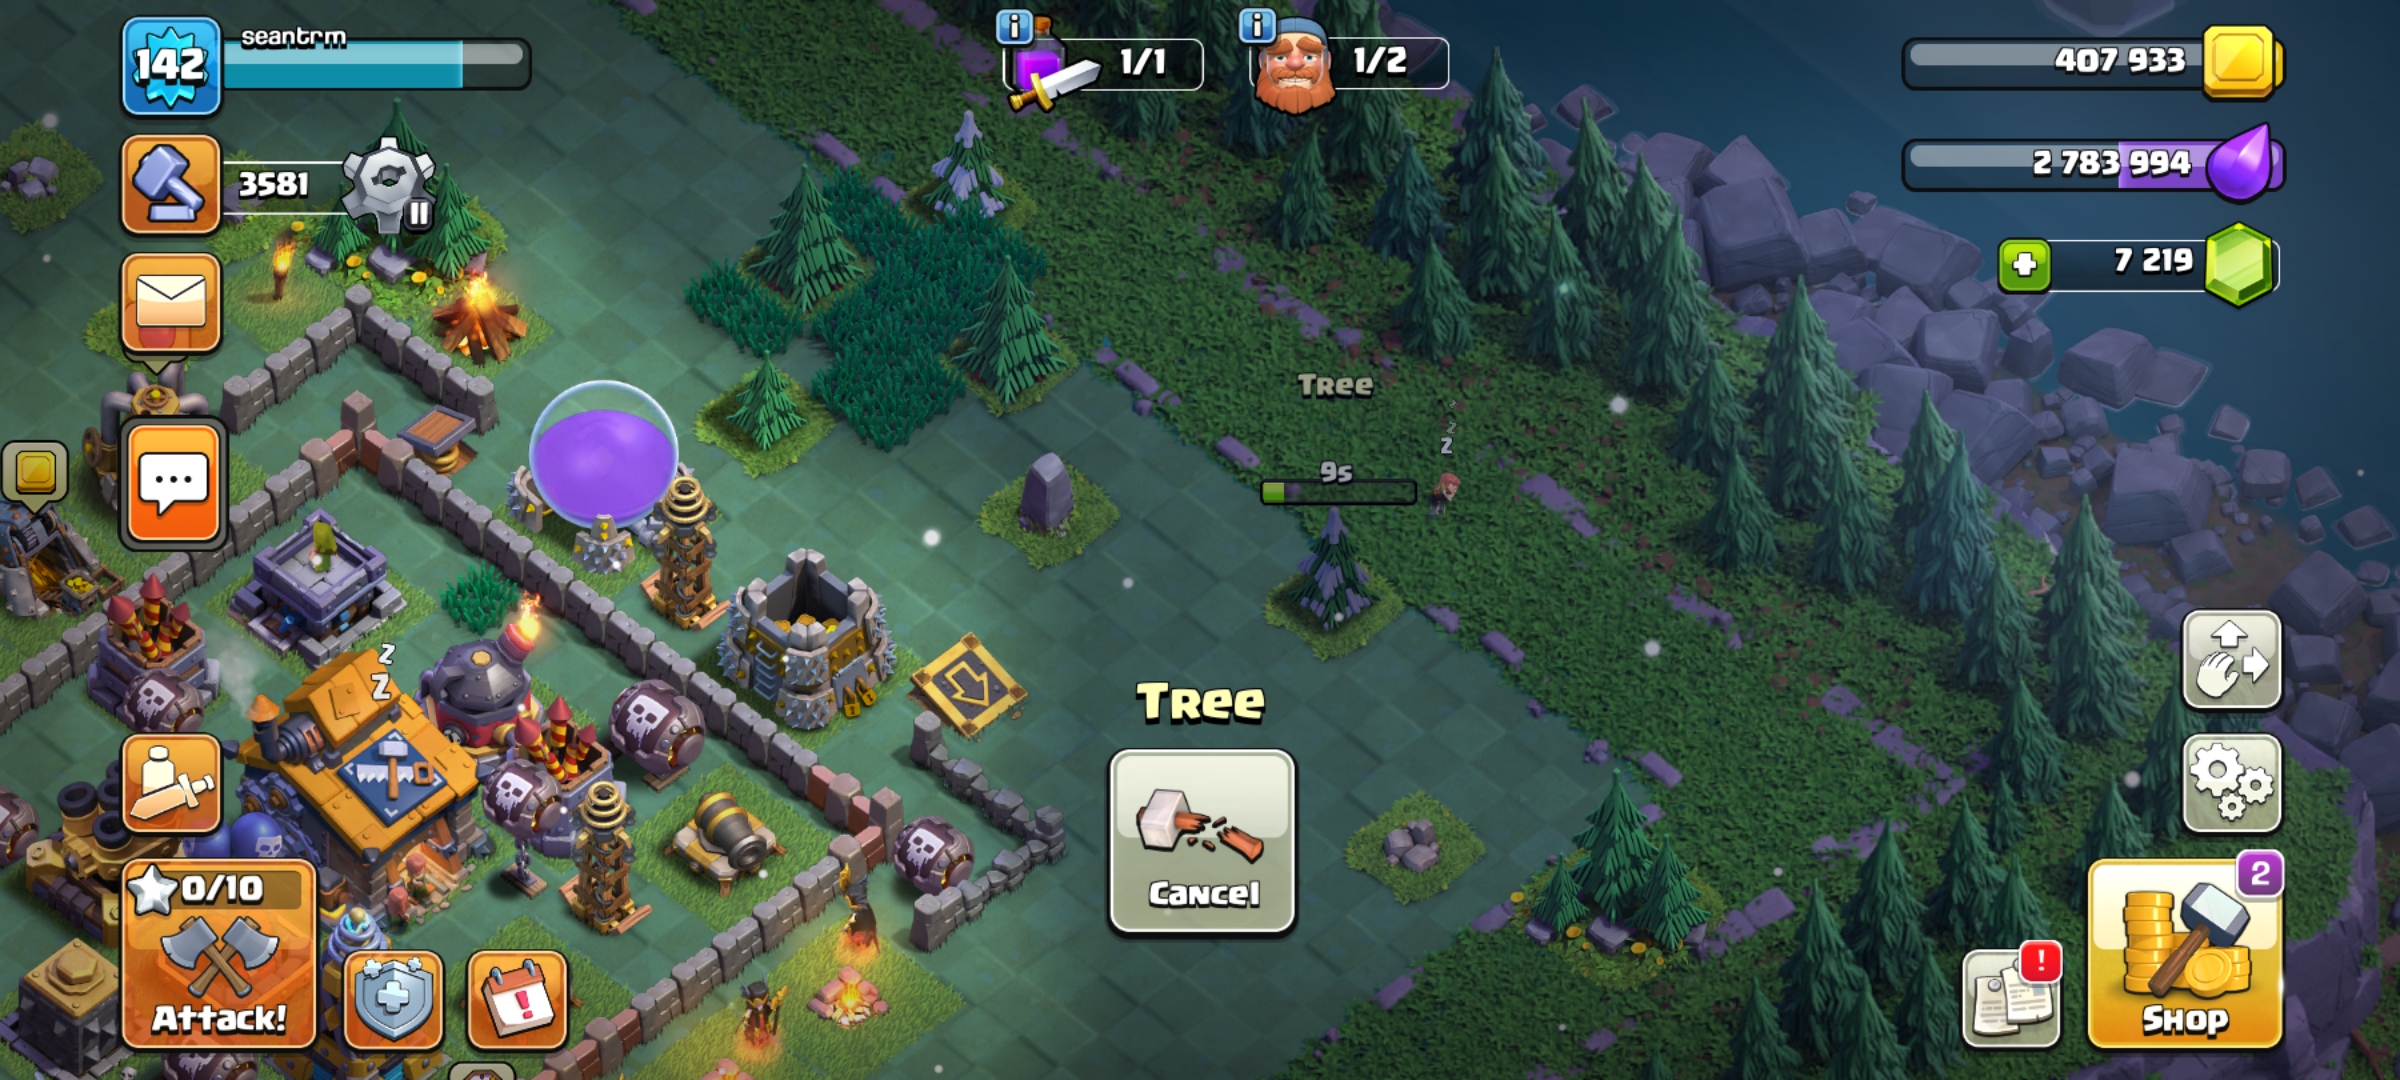 142
seantrm
1/1
1/2
407 933
3581
2 783 994
7 219
Tree
z
z
9s
z
z
Tree
Cancel
0/10
Attack!
2
!
Shop